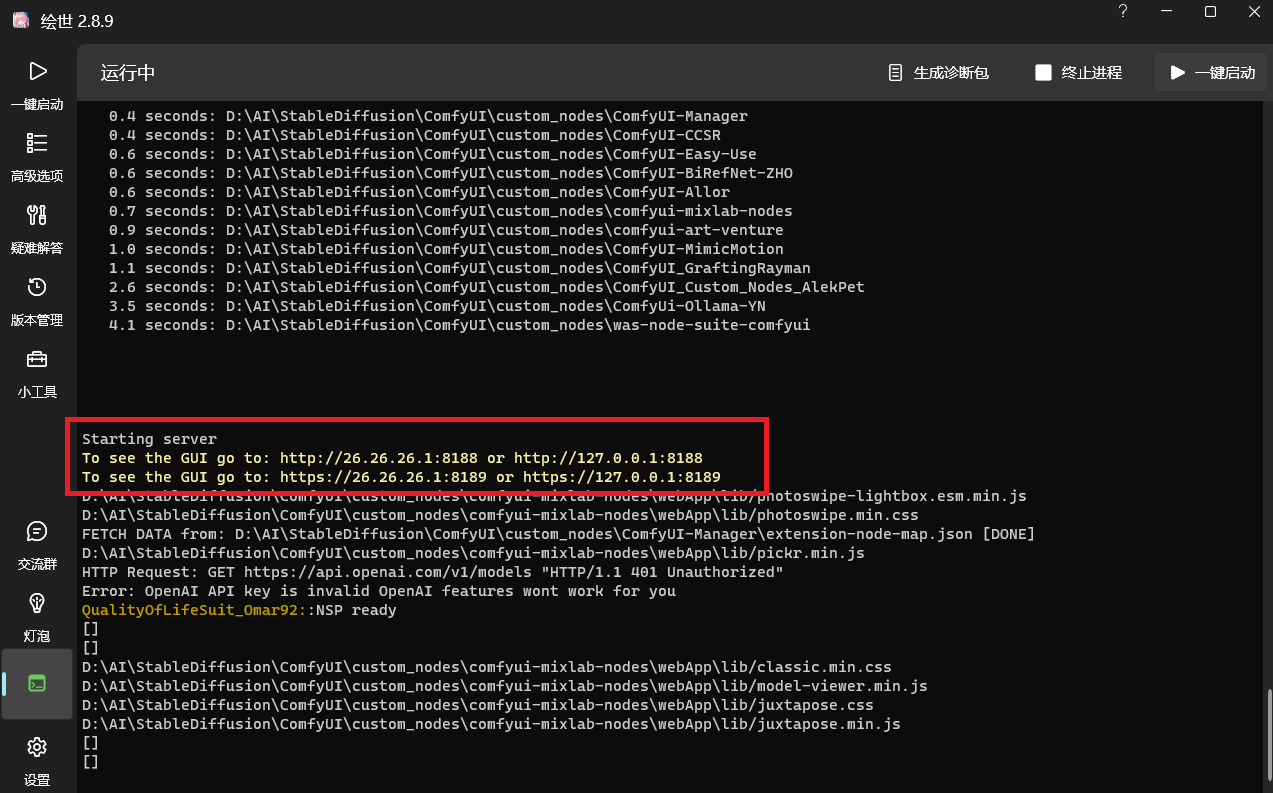 绘世 2.8.9
?
一键启动
高级选项
疑难解答
版本管理
小工具
交流群
灯泡
设置
运行中
生成诊断包
终止进程
一键启动
0.4 seconds: D:\AI\StableDiffusion\ComfyUI\custom_nodes\ComfyUI-Manager
0.4 seconds: D:\AI\StableDiffusion\ComfyUI\custom_nodes\ComfyUI-CCSR
0.6 seconds: D:\AI\StableDiffusion\ComfyUI\custom_nodes\ComfyUI-Easy-Use
0.6 seconds: D:\AI\StableDiffusion\ComfyUI\custom_nodes\ComfyUI-BiRefNet-ZHO
0.6 seconds: D:\AI\StableDiffusion\ComfyUI\custom_nodes\ComfyUI-Allor
0.7 seconds: D:\AI\StableDiffusion\ComfyUI\custom_nodes\comfyui-mixlab-nodes
0.9 seconds: D:\AI\StableDiffusion\ComfyUI\custom_nodes\comfyui-art-venture
1.0 seconds: D:\AI\StableDiffusion\ComfyUI\custom_nodes\ComfyUI-MimicMotion
1.1 seconds: D:\AI\StableDiffusion\ComfyUI\custom_nodes\ComfyUI_GraftingRayman
2.6 seconds: D:\AI\StableDiffusion\ComfyUI\custom_nodes\ComfyUI_Custom_Nodes_AlekPet
3.5 seconds: D:\AI\StableDiffusion\ComfyUI\custom_nodes\ComfyUi-Ollama-YN
4.1 seconds: D:\AI\StableDiffusion\ComfyUI\custom_nodes\was-node-suite-comfyui
Starting server
To see the GUI go to: http://26.26.26.1:8188 or http://127.0.0.1:8188
To see the GUI go to: https://26.26.26.1:8189 or https://127.0.0.1:8189
D:\AI\StableDiffusion\ComfyUI\custom_nodes\comfyui-mixlab-nodes\webApp\lib/photoswipe-lightbox.esm.min.js
D:\AI\StableDiffusion\ComfyUI\custom_nodes\comfyui-mixlab-nodes\webApp\lib/photoswipe.min.css
FETCH DATA from: D:\AI\StableDiffusion\ComfyUI\custom_nodes\ComfyUI-Manager\extension-node-map.json [DONE]
D:\AI\StableDiffusion\ComfyUI\custom_nodes\comfyui-mixlab-nodes\webApp\lib/pickr.min.js
HTTP Request: GET https://api.openai.com/v1/models "HTTP/1.1 401 Unauthorized"
Error: OpenAI API key is invalid OpenAI features wont work for you
QualityOfLifeSuit_Omar92::NSP ready
[]
[]
D:\AI\StableDiffusion\ComfyUI\custom_nodes\comfyui-mixlab-nodes\webApp\lib/classic.min.css
D:\AI\StableDiffusion\ComfyUI\custom_nodes\comfyui-mixlab-nodes\webApp\lib/model-viewer.min.js
D:\AI\StableDiffusion\ComfyUI\custom_nodes\comfyui-mixlab-nodes\webApp\lib/juxtapose.css
D:\AI\StableDiffusion\ComfyUI\custom_nodes\comfyui-mixlab-nodes\webApp\lib/juxtapose.min.js
[]
[]